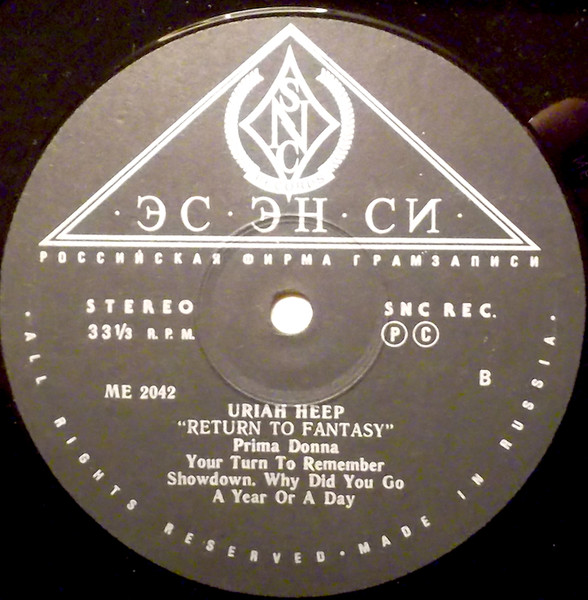 SNC
·ЭС·ЭН·СИ·
РОССИЙСКАЯ ФИРМА ГРАМЗАПИСИ
STEREO
33⅓ R. P. M.
SNC REC.
Ⓟ Ⓒ
ME 2042
B
URIAH HEEP
"RETURN TO FANTASY"
Prima Donna
Your Turn To Remember
Showdown. Why Did You Go
A Year Or A Day
· ALL RIGHTS RESERVED · MADE IN RUSSIA ·